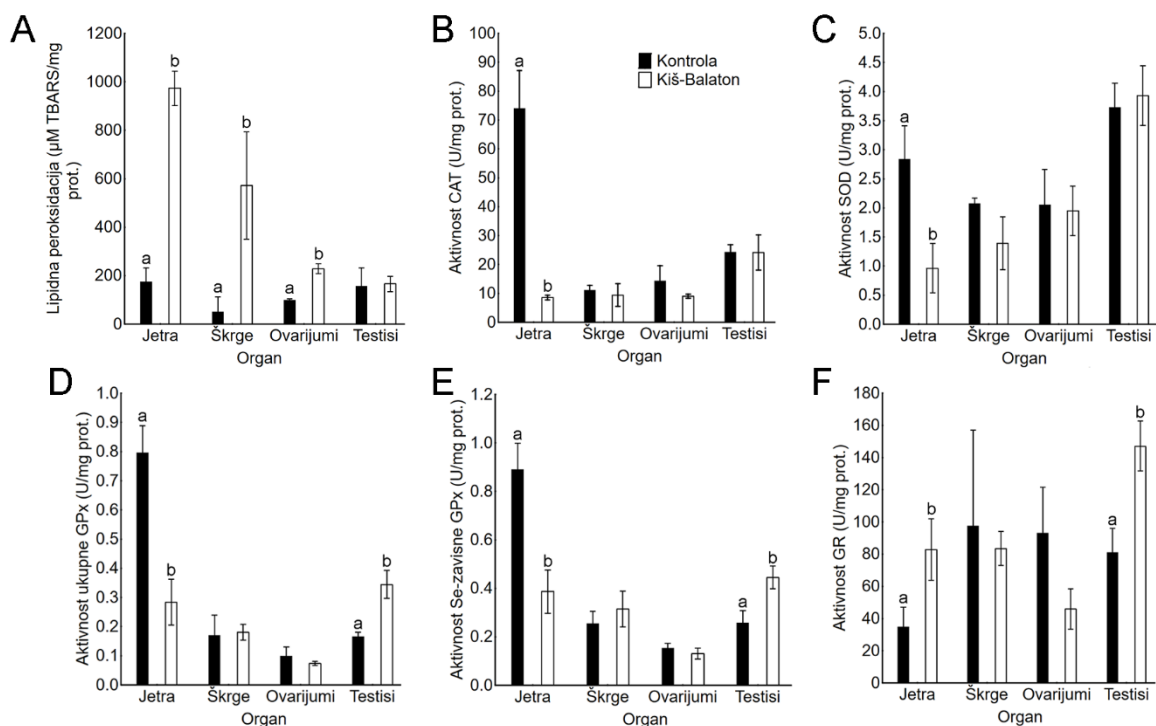 A
Lipidna peroksidacija (µM TBARS/mg
prot.)
1200
1000
800
600
400
200
0
a
b
a
b
a
b
Jetra
Škrge
Ovarijumi
Testisi
Organ
B
Aktivnost CAT (U/mg prot.)
100
90
80
70
60
50
40
30
20
10
0
a
b
Kontrola
Kiš-Balaton
Jetra
Škrge
Ovarijumi
Testisi
Organ
C
Aktivnost SOD (U/mg prot.)
5.0
4.5
4.0
3.5
3.0
2.5
2.0
1.5
1.0
0.5
0.0
a
b
Jetra
Škrge
Ovarijumi
Testisi
Organ
D
Aktivnost ukupne GPx (U/mg prot.)
1.0
0.9
0.8
0.7
0.6
0.5
0.4
0.3
0.2
0.1
0.0
a
b
a
b
Jetra
Škrge
Ovarijumi
Testisi
Organ
E
Aktivnost Se-zavisne GPx (U/mg prot.)
1.2
1.0
0.8
0.6
0.4
0.2
0.0
a
b
a
b
Jetra
Škrge
Ovarijumi
Testisi
Organ
F
Aktivnost GR (U/mg prot.)
180
160
140
120
100
80
60
40
20
0
a
b
a
b
Jetra
Škrge
Ovarijumi
Testisi
Organ